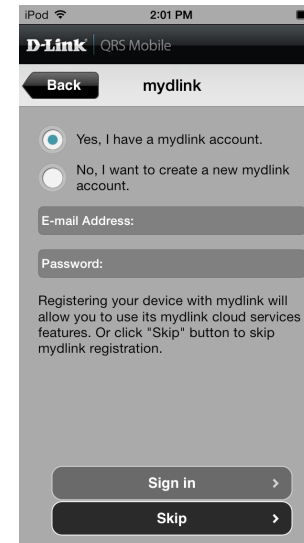 iPod 2:01 PM
D-Link QRS Mobile
Back mydlink
Yes, I have a mydlink account.
No, I want to create a new mydlink
account.
E-mail Address:
Password:
Registering your device with mydlink will
allow you to use its mydlink cloud services
features. Or click "Skip" button to skip
mydlink registration.
Sign in
Skip